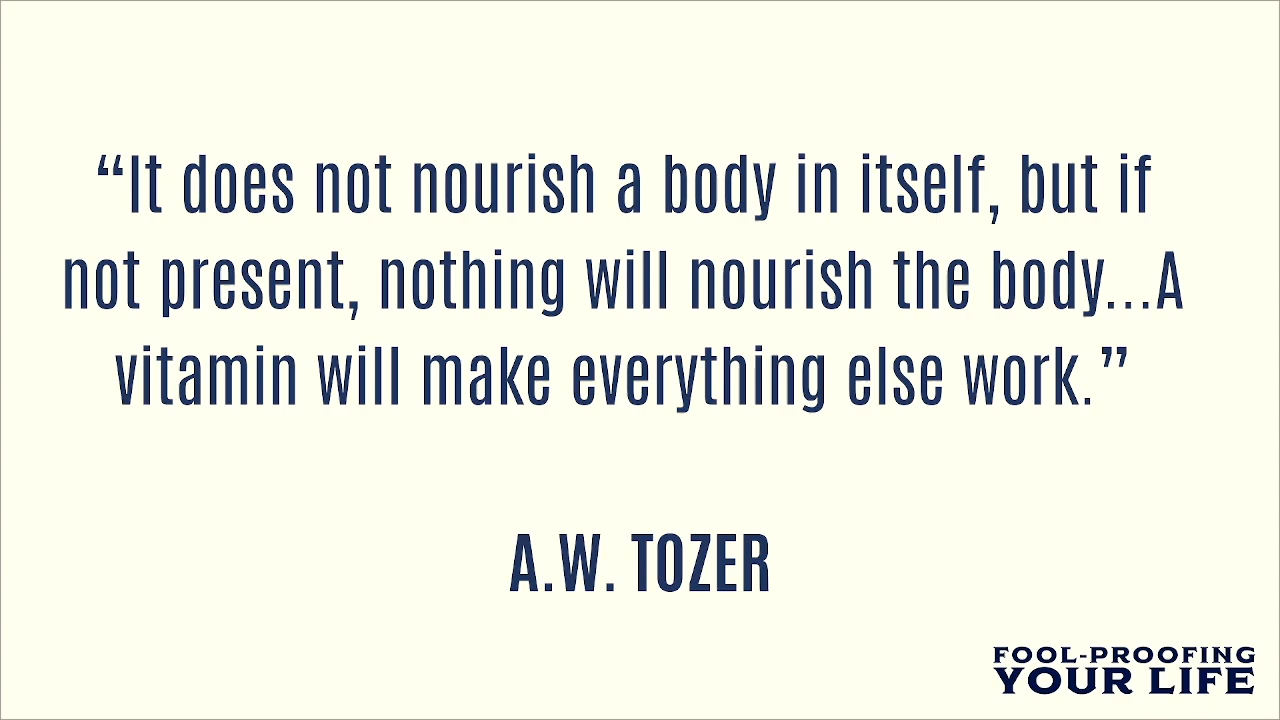 “It does not nourish a body in itself, but if
not present, nothing will nourish the body...A
vitamin will make everything else work.”
A.W. TOZER
FOOL-PROOFING
YOUR LIFE